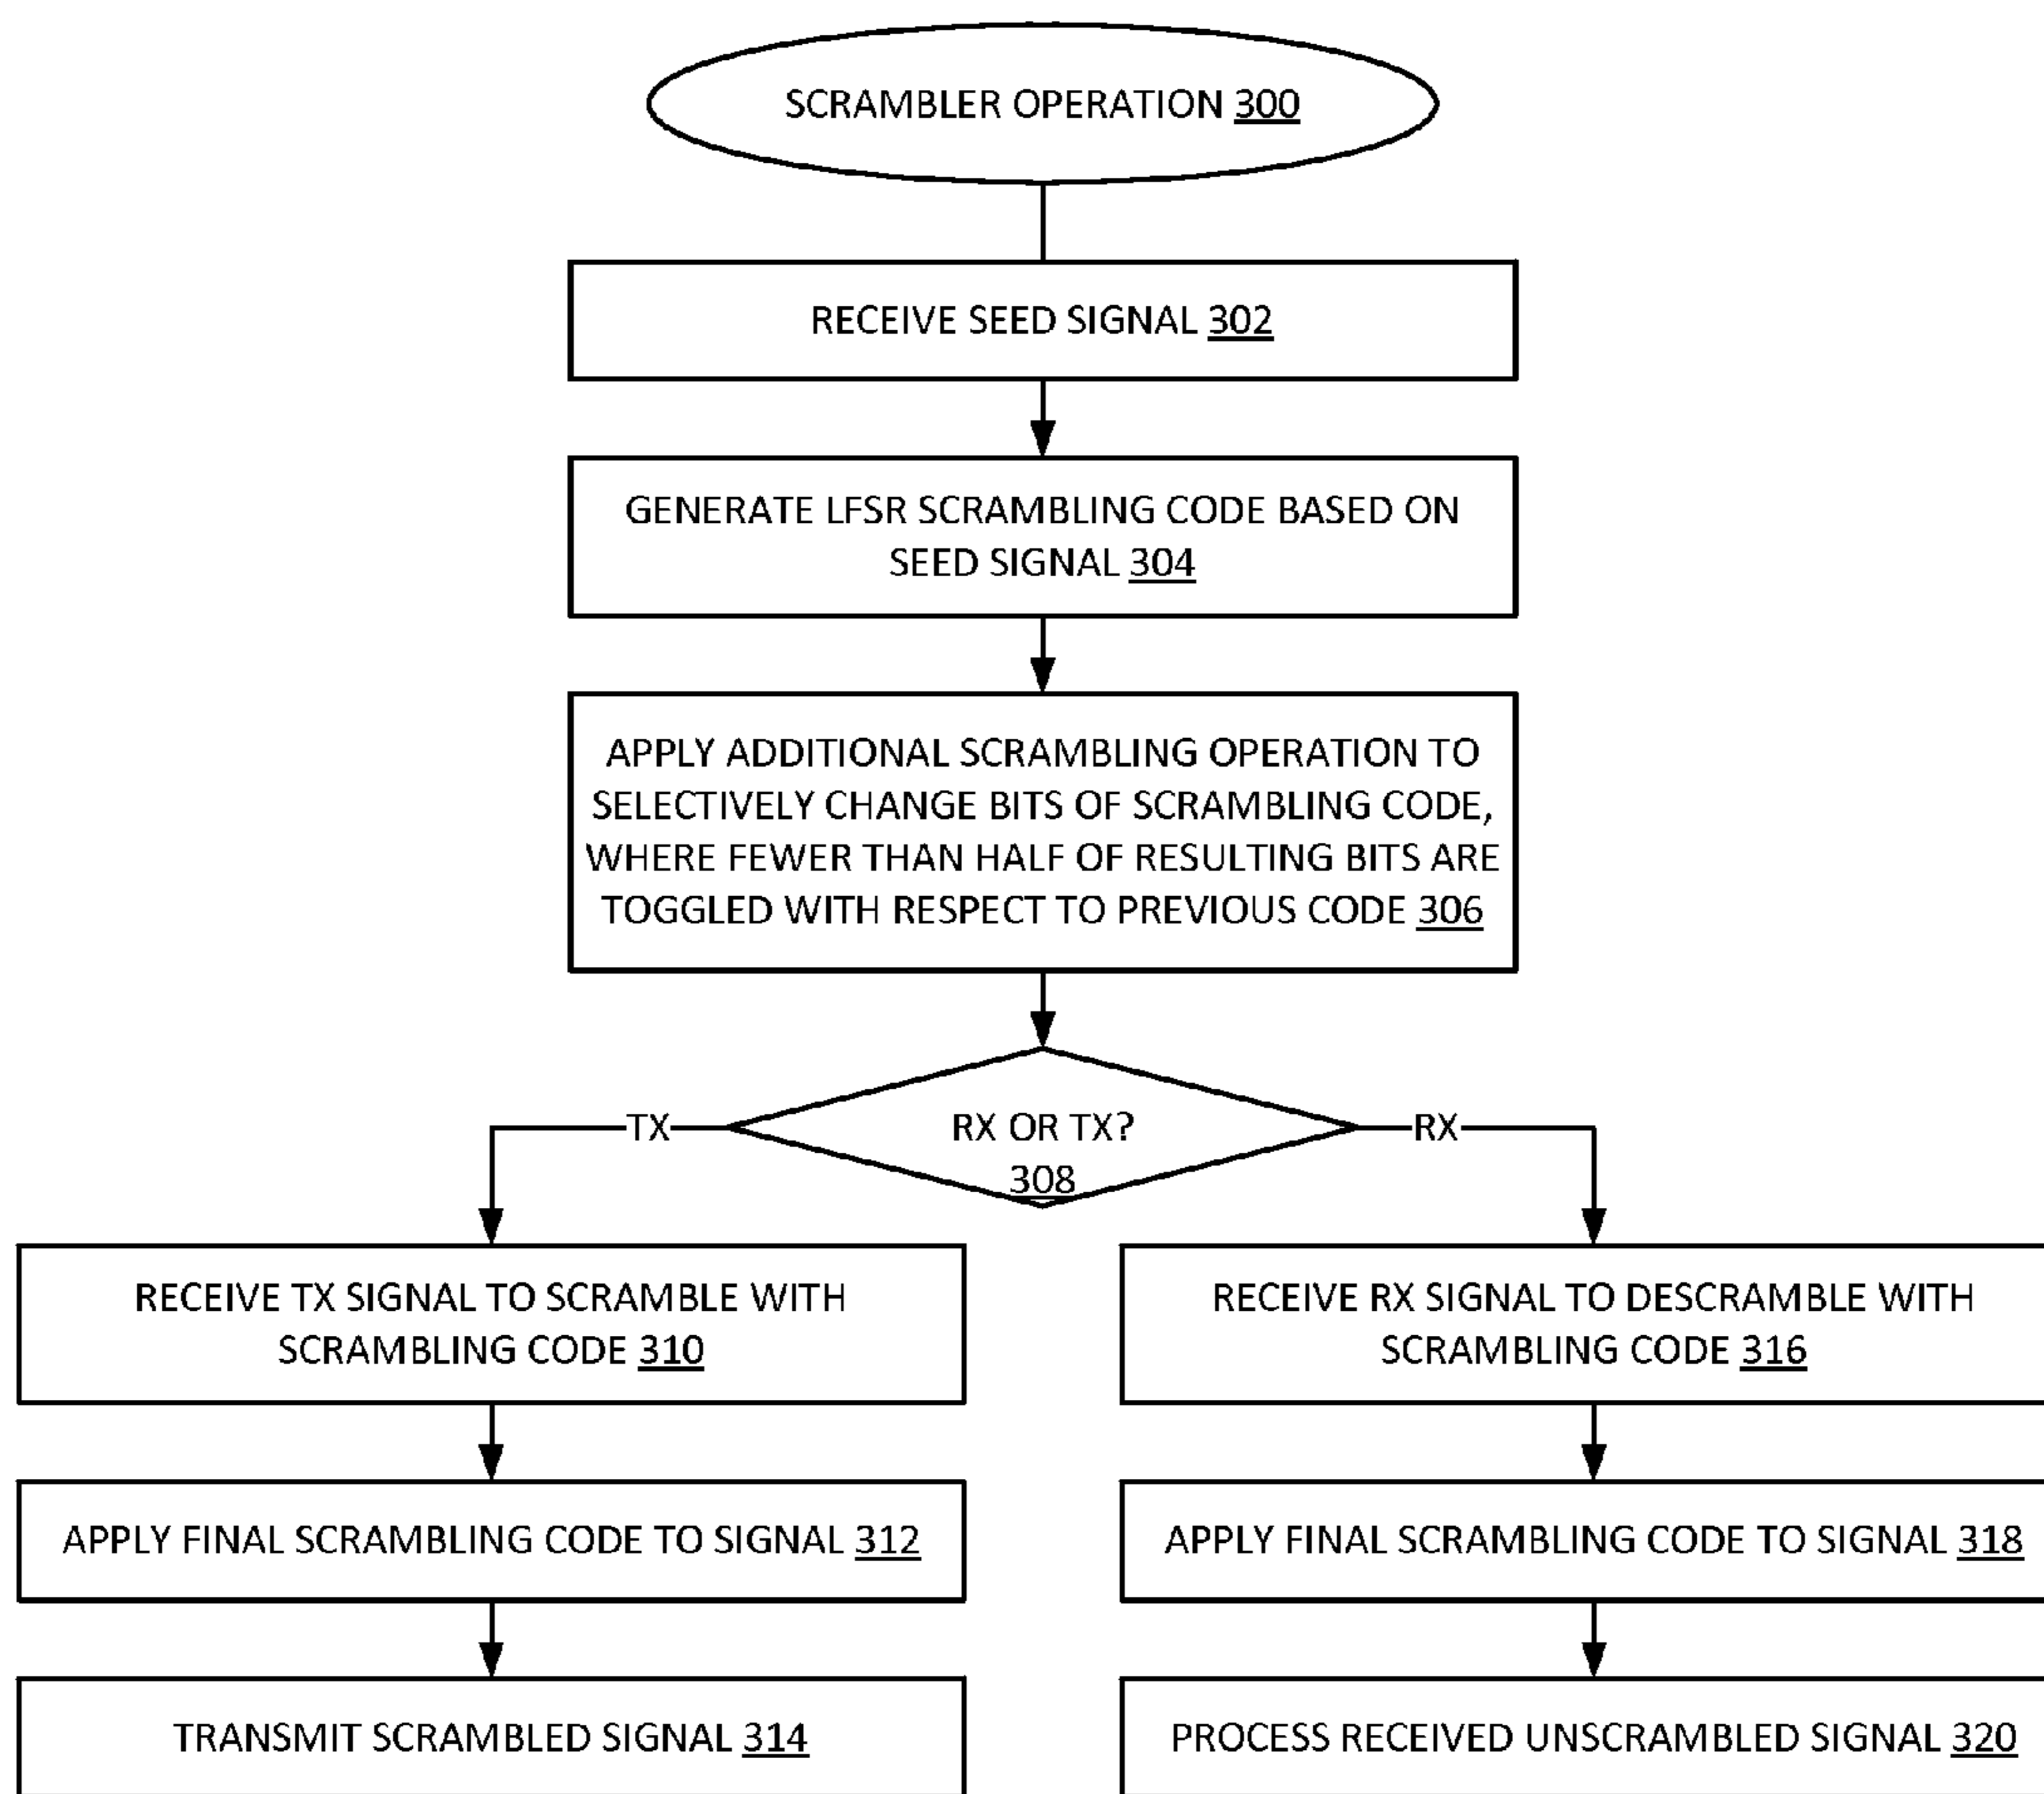 SCRAMBLER OPERATION 300
RECEIVE SEED SIGNAL 302
GENERATE LFSR SCRAMBLING CODE BASED ON
SEED SIGNAL 304
APPLY ADDITIONAL SCRAMBLING OPERATION TO
SELECTIVELY CHANGE BITS OF SCRAMBLING CODE,
WHERE FEWER THAN HALF OF RESULTING BITS ARE
TOGGLED WITH RESPECT TO PREVIOUS CODE 306
TX
RX OR TX?
308
RX
RECEIVE TX SIGNAL TO SCRAMBLE WITH
SCRAMBLING CODE 310
APPLY FINAL SCRAMBLING CODE TO SIGNAL 312
TRANSMIT SCRAMBLED SIGNAL 314
RECEIVE RX SIGNAL TO DESCRAMBLE WITH
SCRAMBLING CODE 316
APPLY FINAL SCRAMBLING CODE TO SIGNAL 318
PROCESS RECEIVED UNSCRAMBLED SIGNAL 320